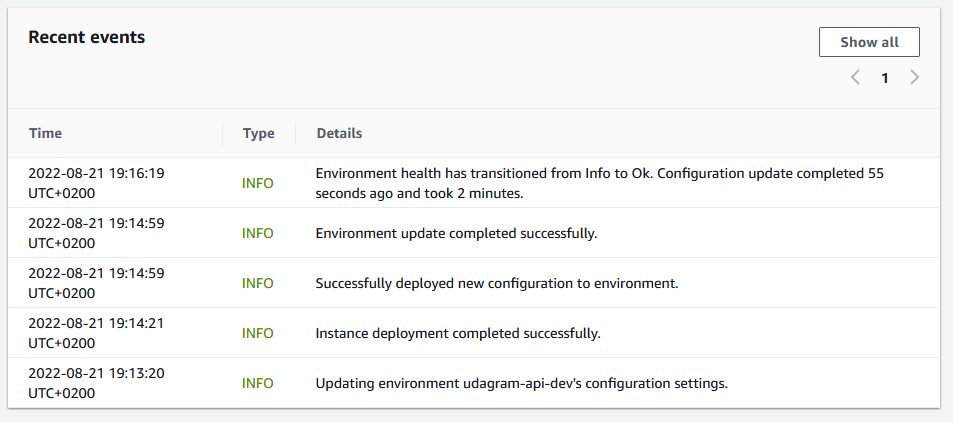 Recent events
Show all
1
Time Type Details
2022-08-21 19:16:19 UTC+0200 INFO Environment health has transitioned from Info to Ok. Configuration update completed 55 seconds ago and took 2 minutes.
2022-08-21 19:14:59 UTC+0200 INFO Environment update completed successfully.
2022-08-21 19:14:59 UTC+0200 INFO Successfully deployed new configuration to environment.
2022-08-21 19:14:21 UTC+0200 INFO Instance deployment completed successfully.
2022-08-21 19:13:20 UTC+0200 INFO Updating environment udagram-api-dev's configuration settings.